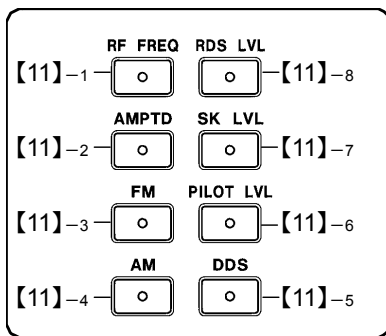 RF FREQ RDS LVL
【11】–1 【11】–8
AMPTD SK LVL
【11】–2 【11】–7
FM PILOT LVL
【11】–3 【11】–6
AM DDS
【11】–4 【11】–5